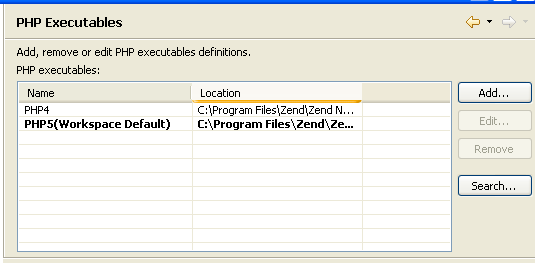 PHP Executables
Add, remove or edit PHP executables definitions.
PHP executables:
Name Location
PHP4 C:\Program Files\Zend\Zend N...
PHP5(Workspace Default) C:\Program Files\Zend\Ze...
Add...
Edit...
Remove
Search...